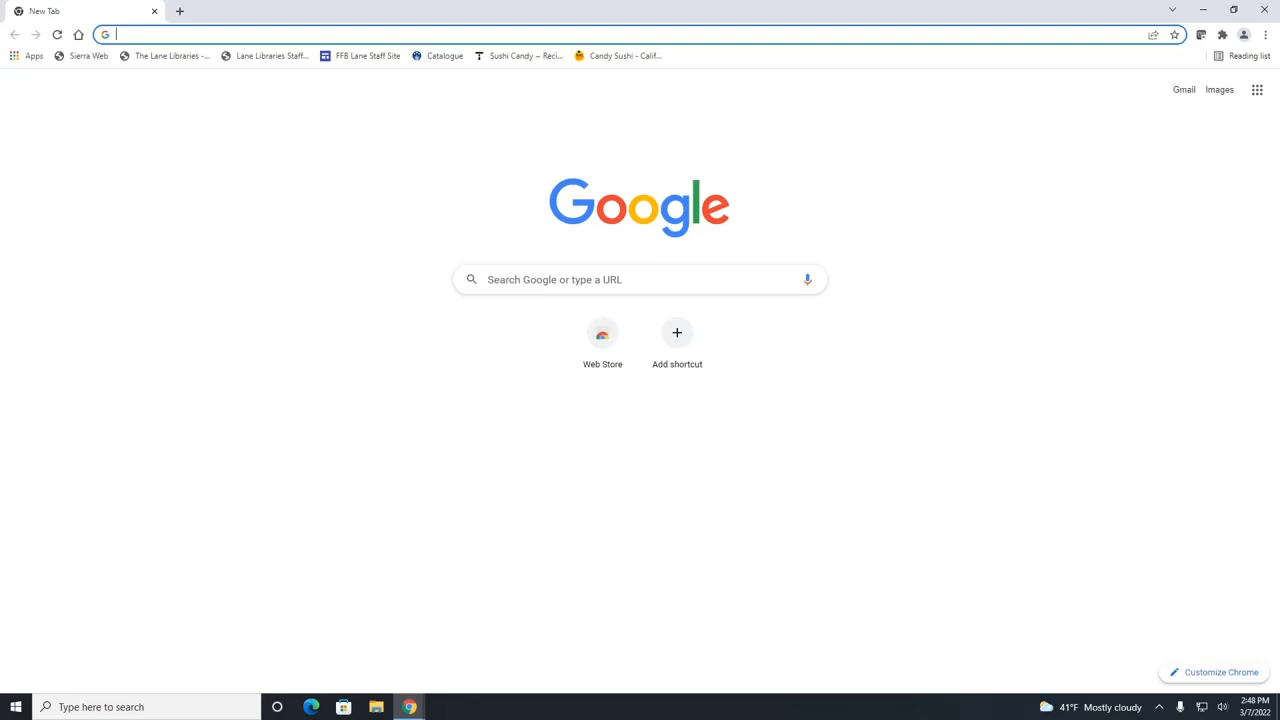 New Tab
Apps Sierra Web The Lane Libraries -... Lane Libraries Staff... FFB Lane Staff Site Catalogue Sushi Candy ~ Reci... Candy Sushi - Calif... Reading list
Gmail Images
Google
Search Google or type a URL
Web Store Add shortcut
Customize Chrome
Type here to search 41°F Mostly cloudy 2:48 PM
3/7/2022